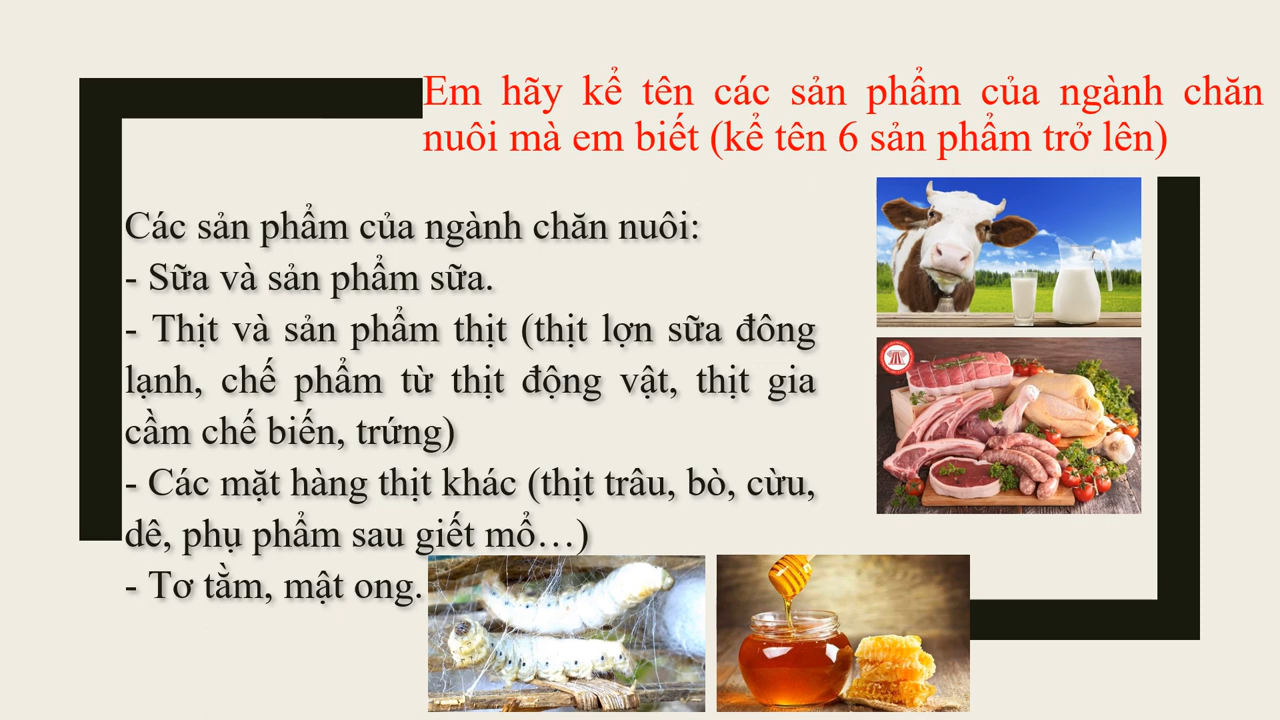 Em hãy kể tên các sản phẩm của ngành chăn
nuôi mà em biết (kể tên 6 sản phẩm trở lên)
Các sản phẩm của ngành chăn nuôi:
- Sữa và sản phẩm sữa.
- Thịt và sản phẩm thịt (thịt lợn sữa đông
lạnh, chế phẩm từ thịt động vật, thịt gia
cầm chế biến, trứng)
- Các mặt hàng thịt khác (thịt trâu, bò, cừu,
dê, phụ phẩm sau giết mổ…)
- Tơ tằm, mật ong.